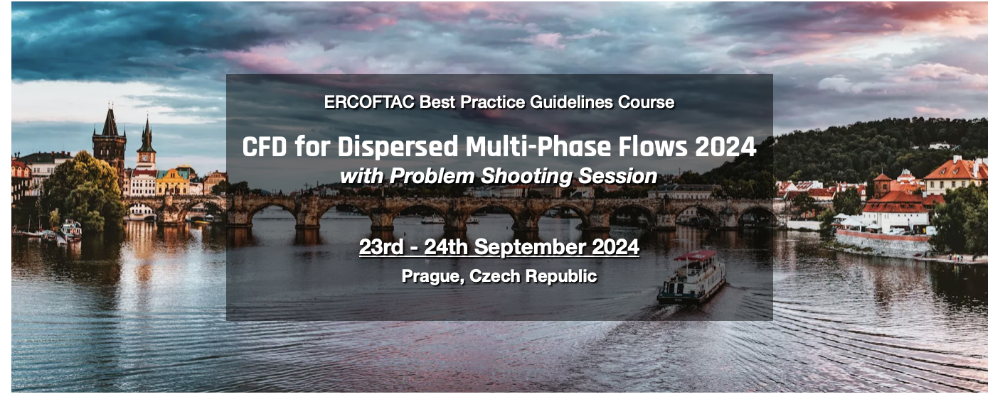 ERCOFTAC Best Practice Guidelines Course
CFD for Dispersed Multi-Phase Flows 2024
with Problem Shooting Session
23rd - 24th September 2024
Prague, Czech Republic